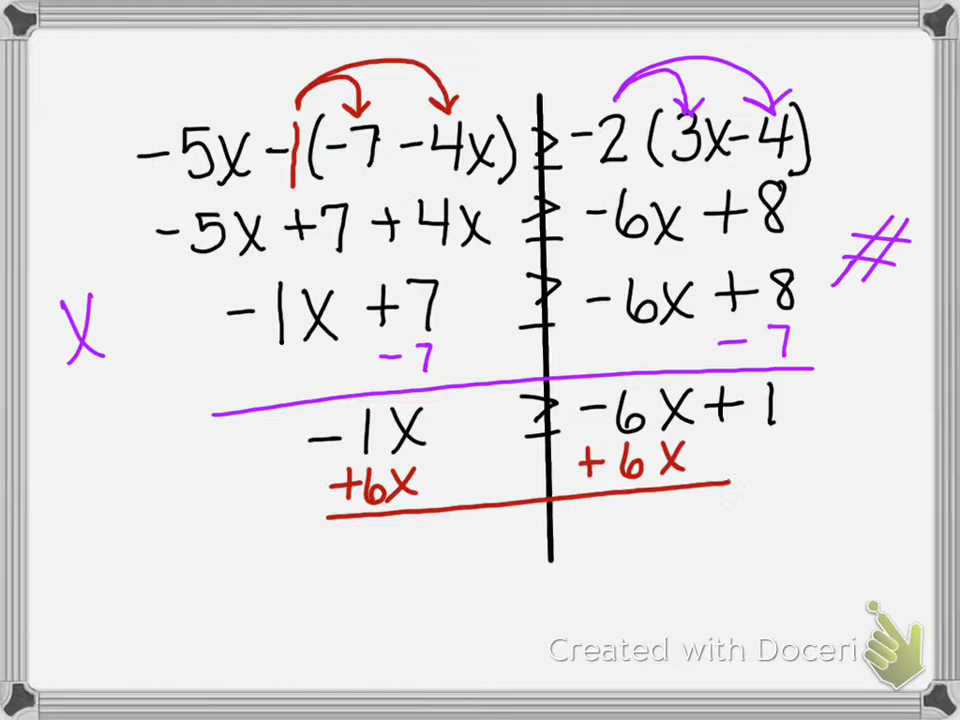 -5x -1(-7 -4x) ≥ -2(3x-4)
-5x +7 +4x ≥ -6x +8
#
x
-1x +7 ≥ -6x +8
-7 -7
-1x ≥ -6x + 1
+6x +6x
Created with Doceri